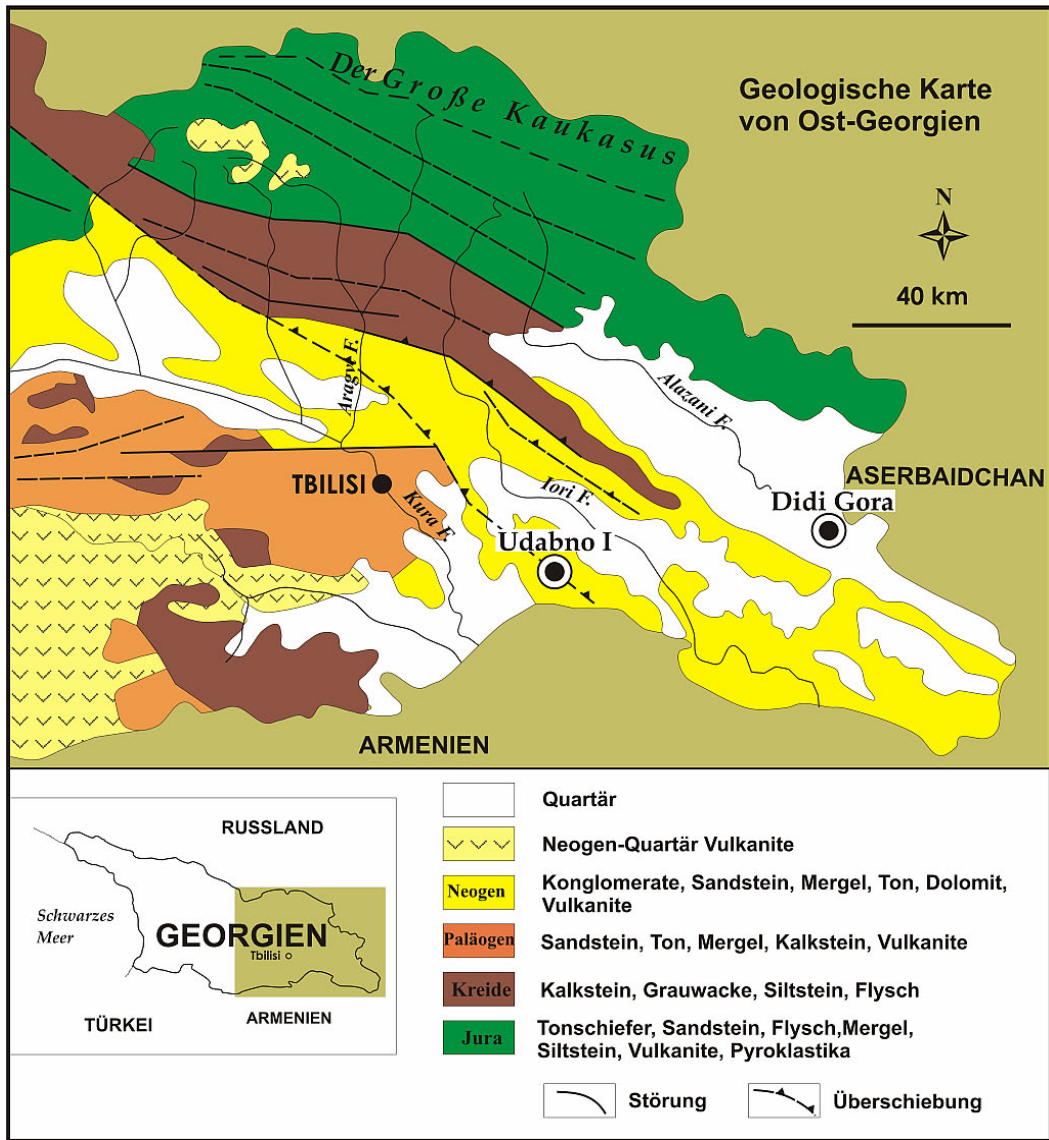 Der Große Kaukasus
Geologische Karte
von Ost-Georgien
N
40 km
Aragvi F.
Alazani F.
TBILISI
Kura F.
Iori F.
ASERBAIDCHAN
Didi Gora
Udabno I
ARMENIEN
RUSSLAND
Schwarzes
Meer
GEORGIEN
Tbilisi
TÜRKEI
ARMENIEN
Quartär
Neogen-Quartär Vulkanite
Neogen
Konglomerate, Sandstein, Mergel, Ton, Dolomit,
Vulkanite
Paläogen
Sandstein, Ton, Mergel, Kalkstein, Vulkanite
Kreide
Kalkstein, Grauwacke, Siltstein, Flysch
Jura
Tonschiefer, Sandstein, Flysch,Mergel,
Siltstein, Vulkanite, Pyroklastika
Störung
Überschiebung